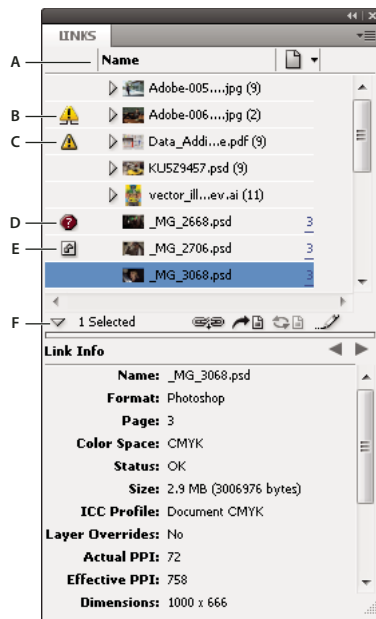 LINKS
A
Name
Adobe-005....jpg (9)
B
Adobe-006....jpg (2)
C
Data_Addi...e.pdf (9)
KU5Z9457.psd (9)
vector_ill...ev.ai (11)
D
_MG_2668.psd 3
E
_MG_2706.psd 3
_MG_3068.psd 3
F
1 Selected
Link Info
Name: _MG_3068.psd
Format: Photoshop
Page: 3
Color Space: CMYK
Status: OK
Size: 2.9 MB (3006976 bytes)
ICC Profile: Document CMYK
Layer Overrides: No
Actual PPI: 72
Effective PPI: 758
Dimensions: 1000 x 666